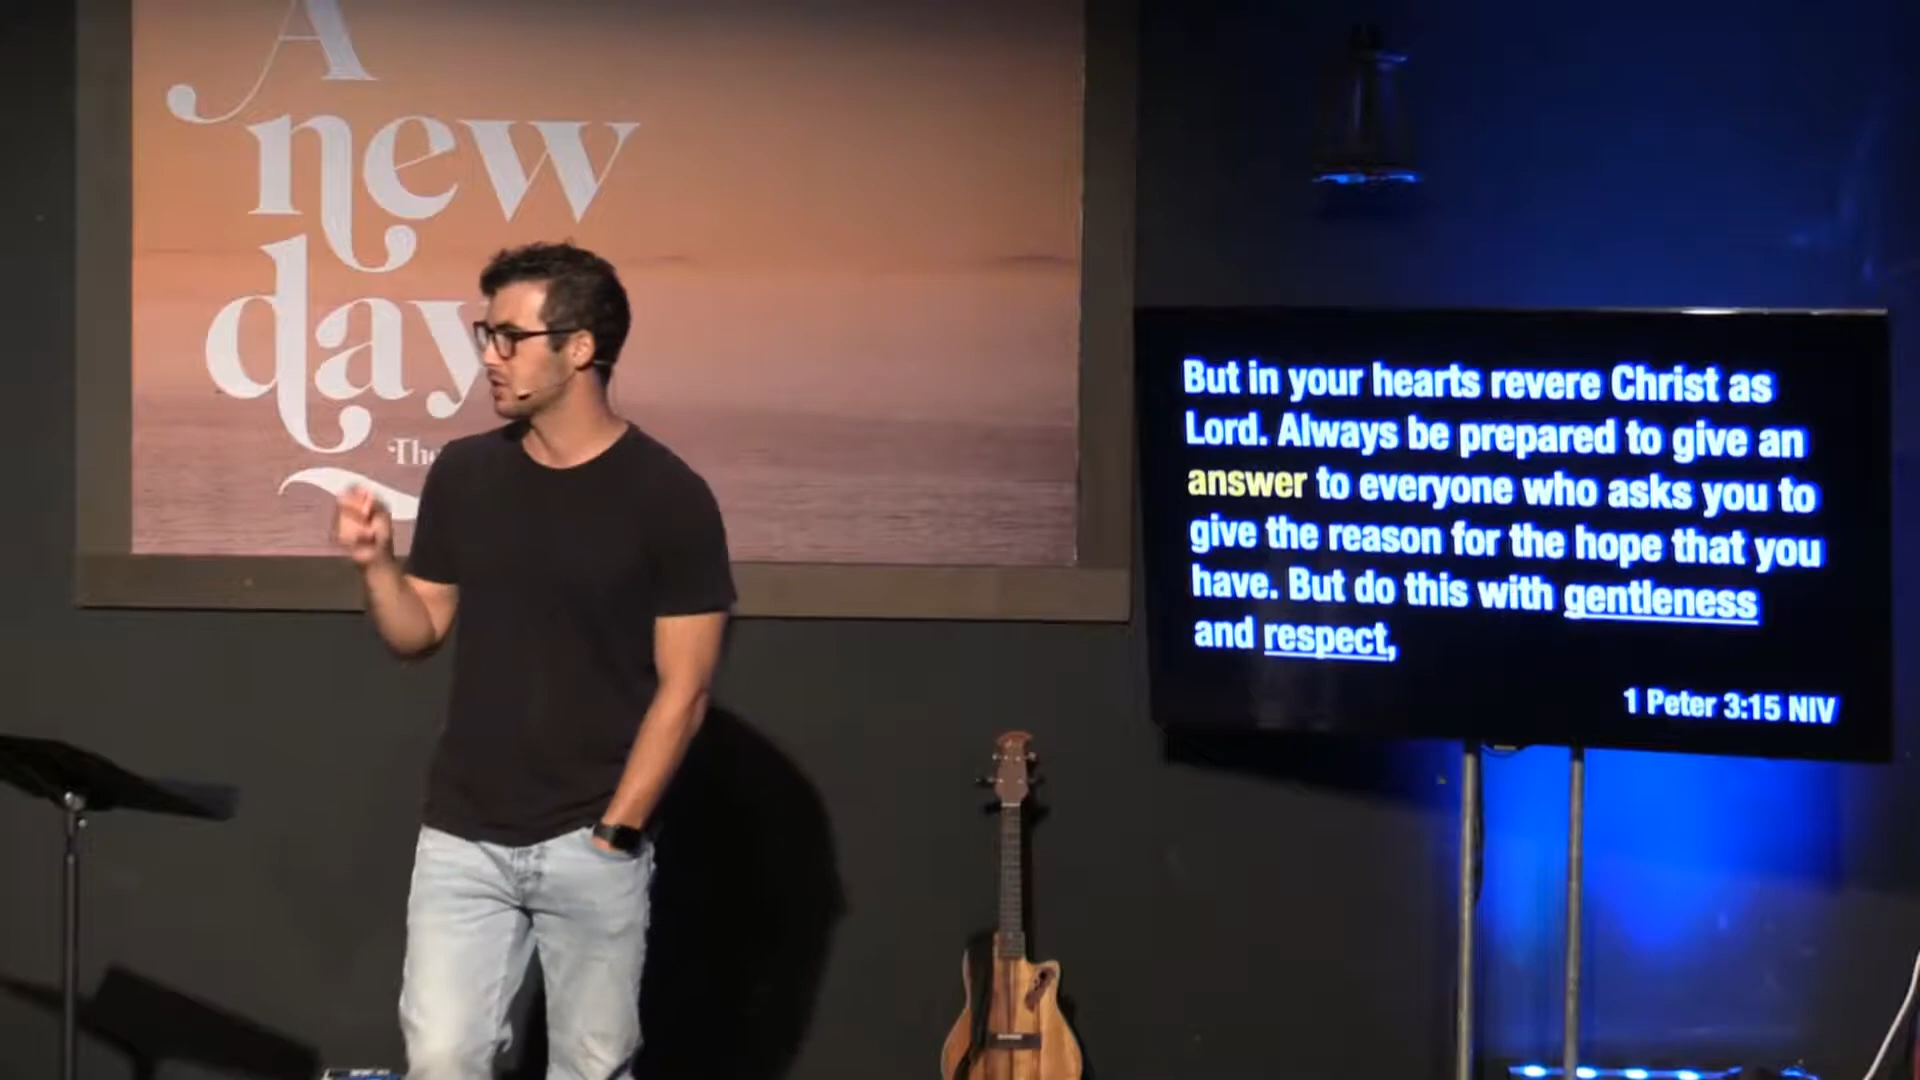 A
new
day
The
But in your hearts revere Christ as
Lord. Always be prepared to give an
answer to everyone who asks you to
give the reason for the hope that you
have. But do this with gentleness
and respect,
1 Peter 3:15 NIV